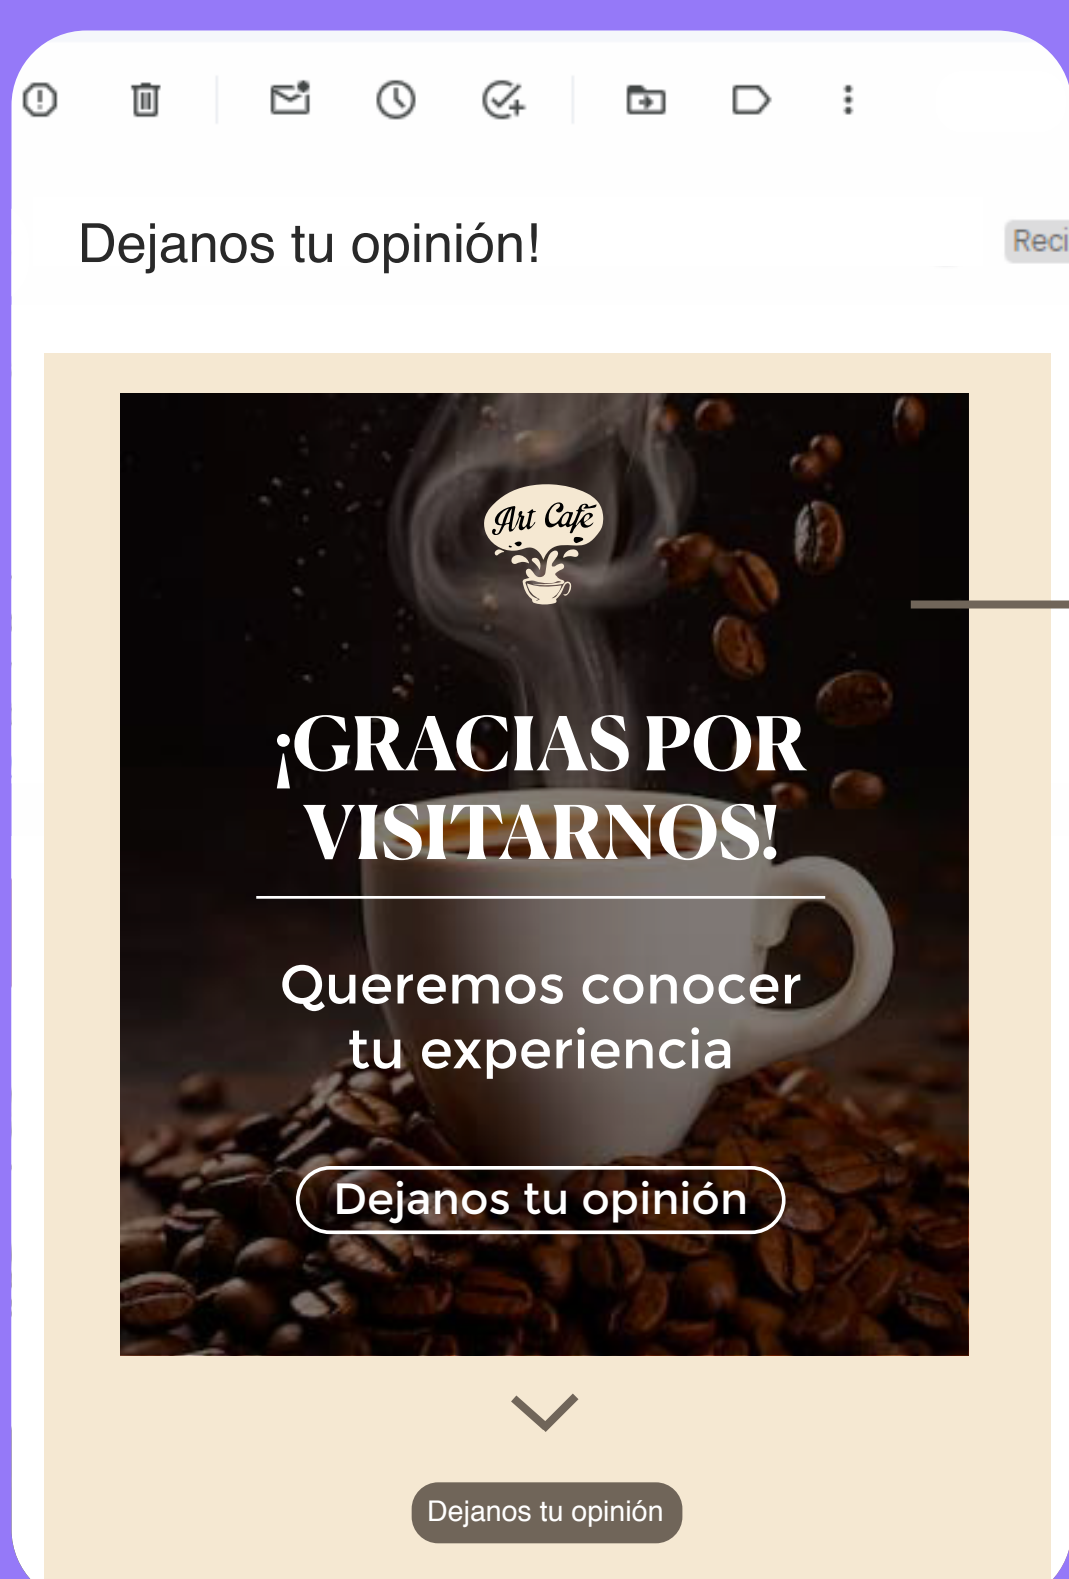 Dejanos tu opinión!
Reci
Art Café
¡GRACIAS POR
VISITARNOS!
Queremos conocer
tu experiencia
Dejanos tu opinión
Dejanos tu opinión